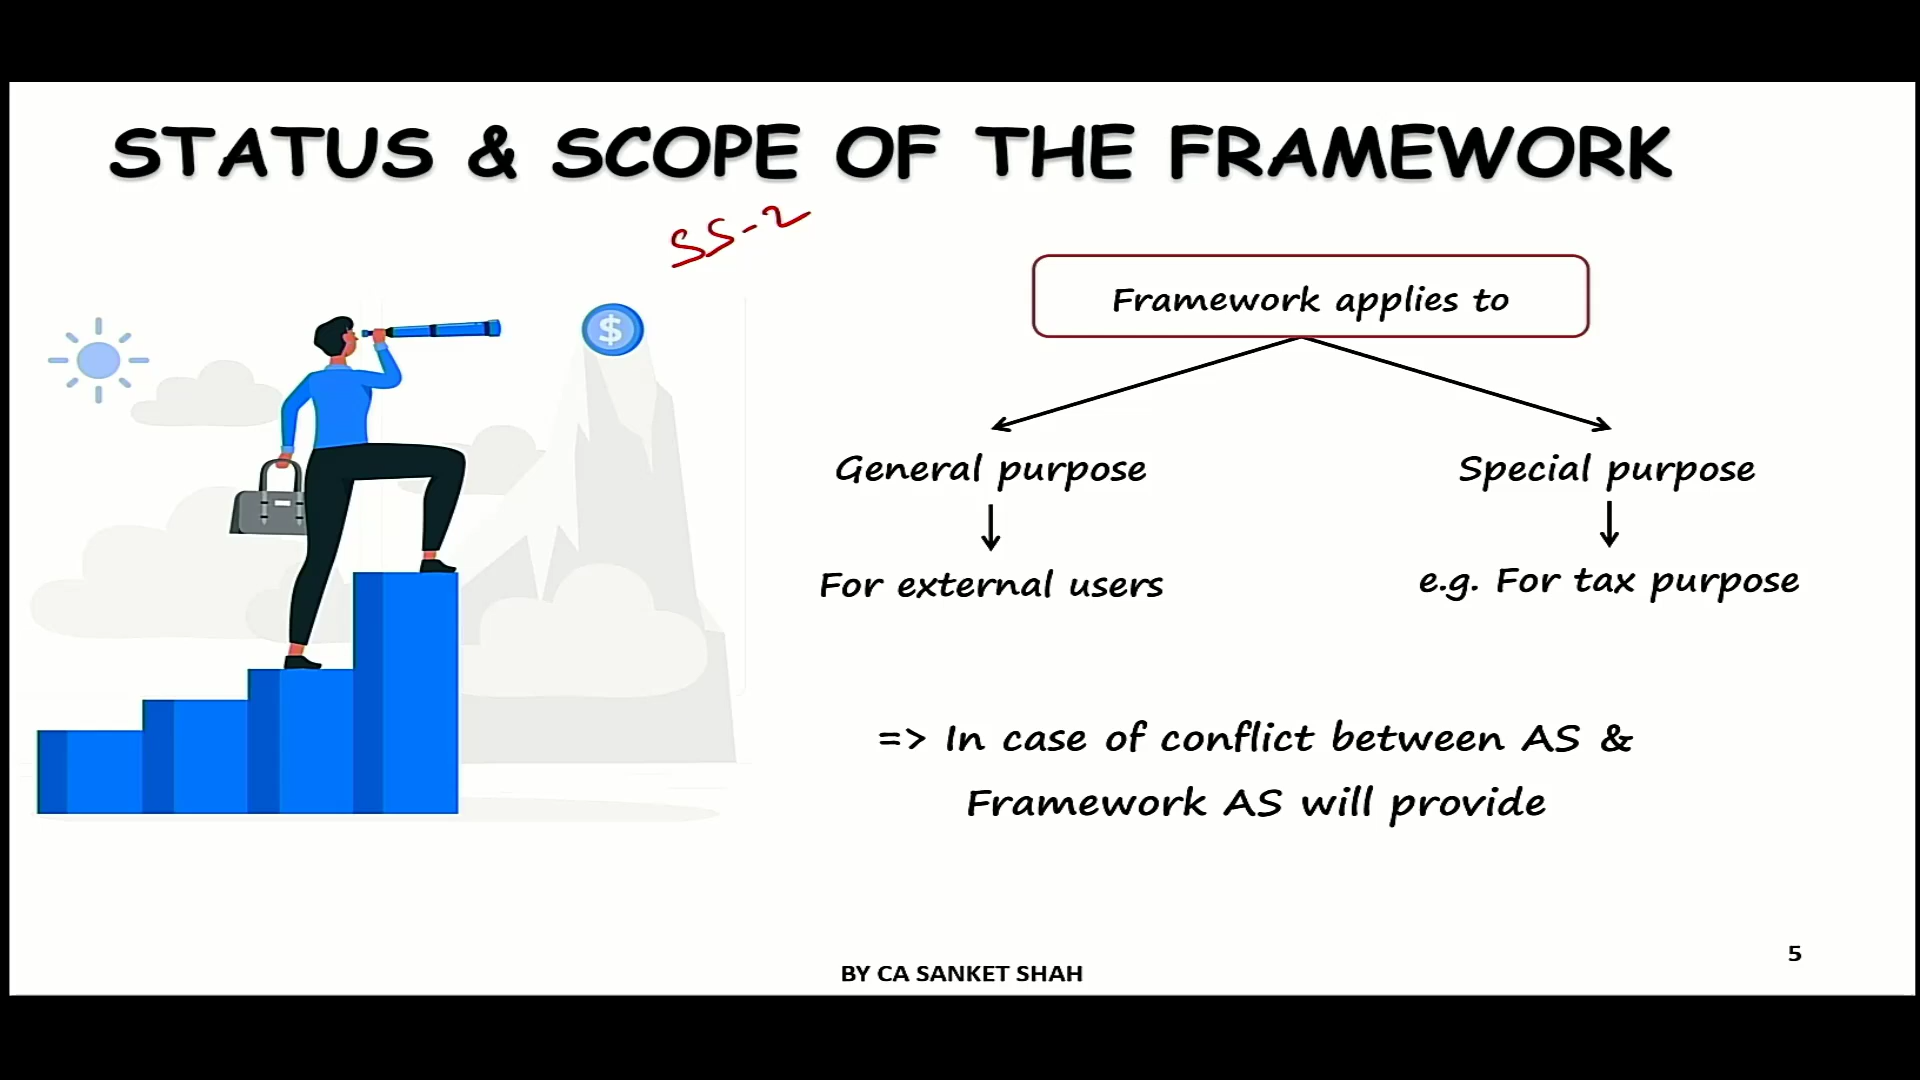 STATUS & SCOPE OF THE FRAMEWORK
SS-2
$
Framework applies to
General purpose
Special purpose
For external users
e.g. For tax purpose
=> In case of conflict between AS &
Framework AS will provide
5
BY CA SANKET SHAH